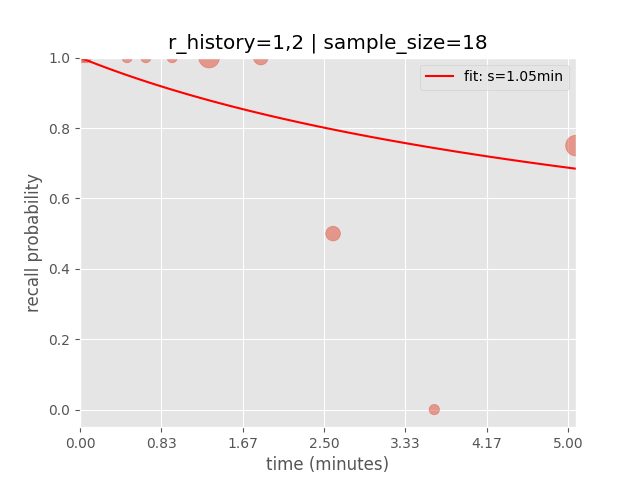 r_history=1,2 | sample_size=18
fit: s=1.05min
1.0
0.8
0.6
0.4
0.2
0.0
recall probability
0.00 0.83 1.67 2.50 3.33 4.17 5.00
time (minutes)